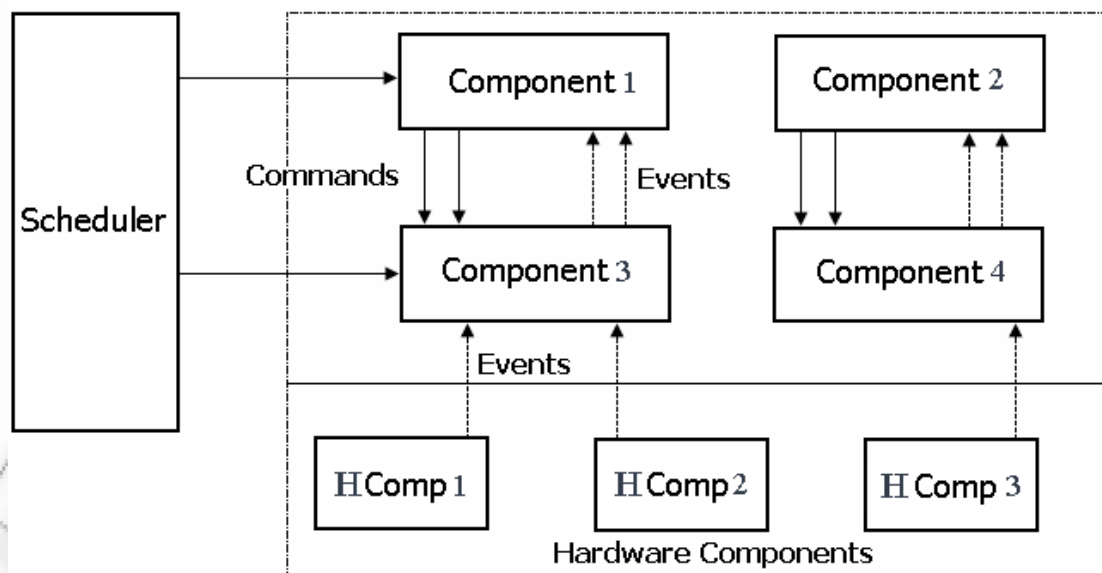 Scheduler
Component 1
Component 2
Commands
Events
Component 3
Component 4
Events
H Comp 1
H Comp 2
H Comp 3
Hardware Components